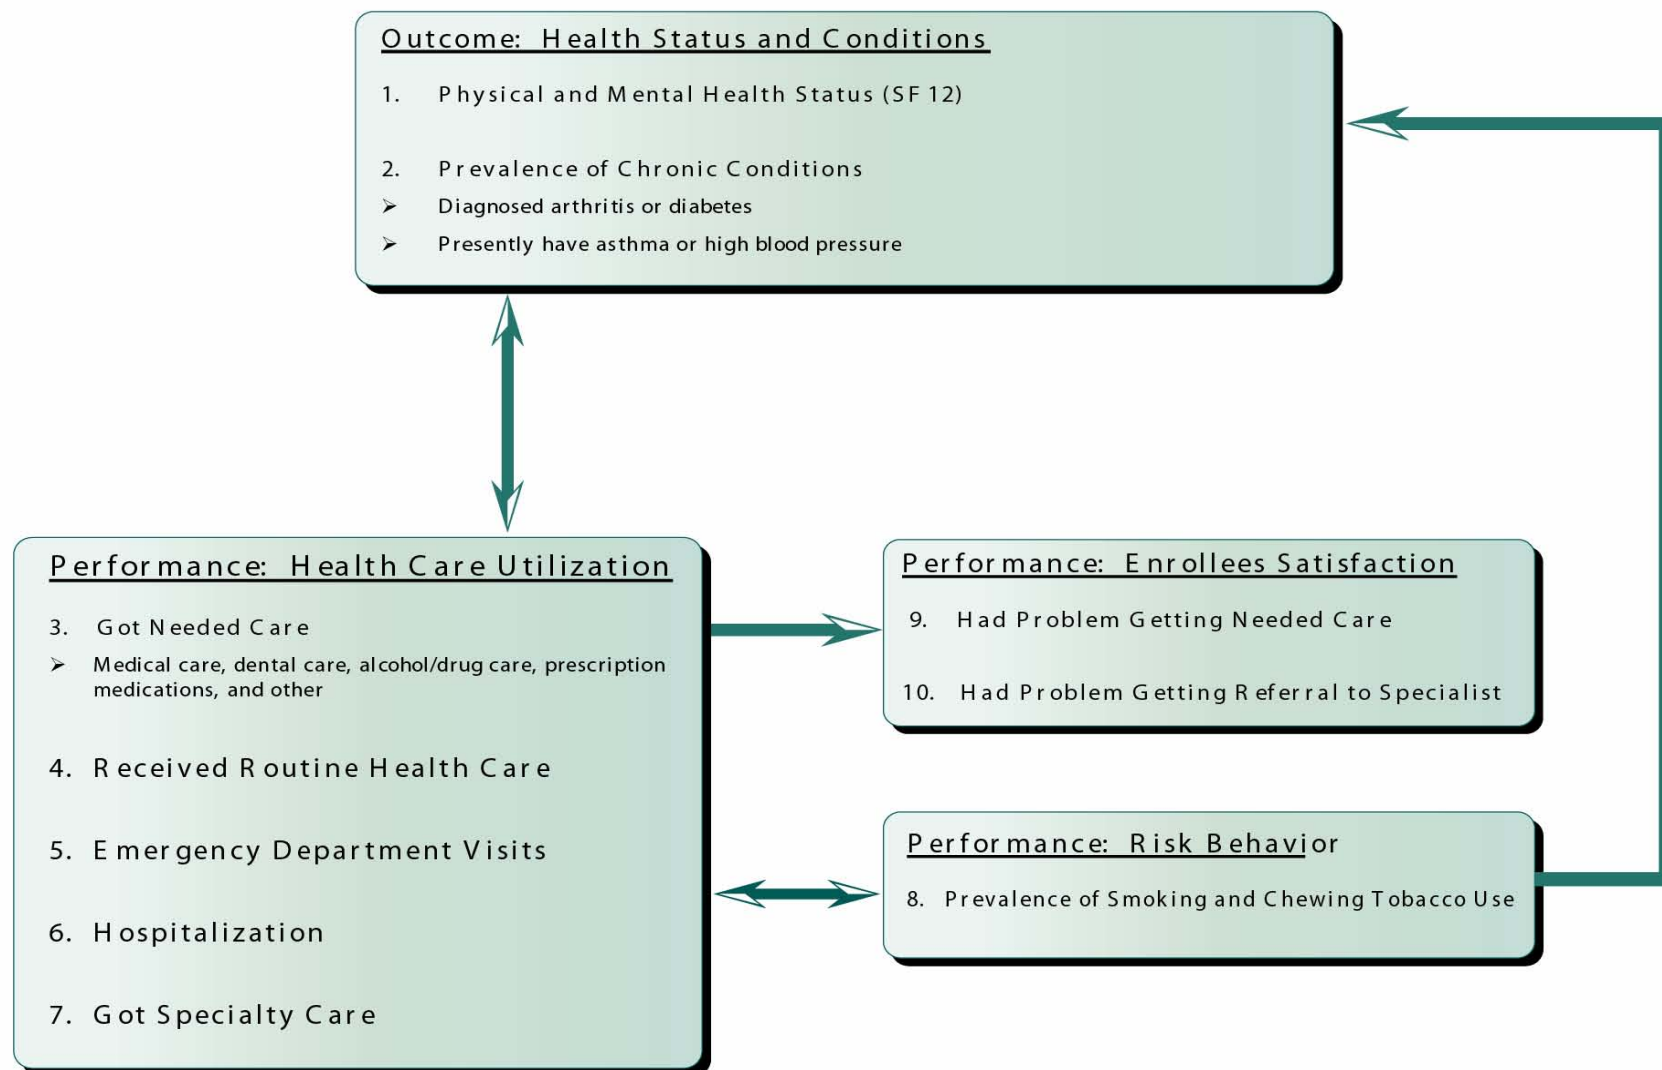 Outcome: Health Status and Conditions
1. Physical and Mental Health Status (SF 12)
2. Prevalence of Chronic Conditions
➢ Diagnosed arthritis or diabetes
➢ Presently have asthma or high blood pressure
Performance: Health Care Utilization
3. Got Needed Care
➢ Medical care, dental care, alcohol/drug care, prescription
medications, and other
4. Received Routine Health Care
5. Emergency Department Visits
6. Hospitalization
7. Got Specialty Care
Performance: Enrollees Satisfaction
9. Had Problem Getting Needed Care
10. Had Problem Getting Referral to Specialist
Performance: Risk Behavior
8. Prevalence of Smoking and Chewing Tobacco Use